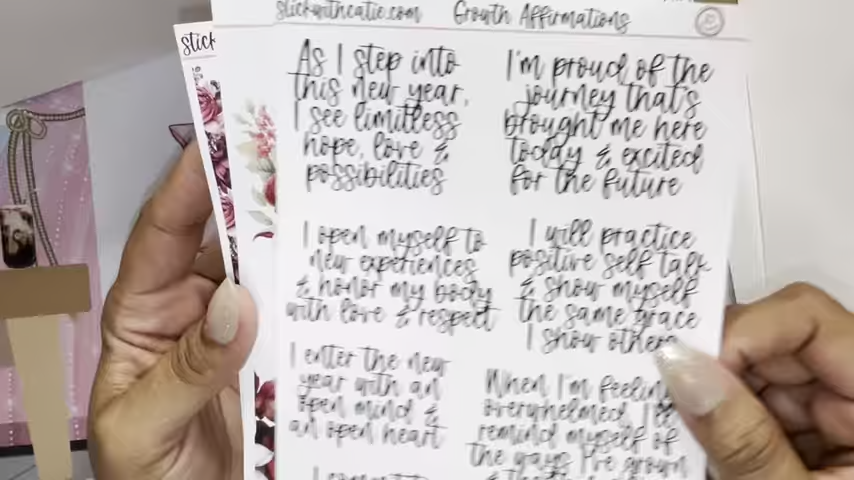 stickwithcatie.com Growth Affirmations
stick
As I step into
this new year,
I see limitless
hope, love &
possibilities
I'm proud of the
journey that's
brought me here
today & excited
for the future
I open myself to
new experiences
& honor my body
with love & respect
I will practice
positive self talk
& show myself
the same grace
I show others
I enter the new
year with an
open mind &
an open heart
When I'm feeling
overwhelmed I'll
remind myself of
the ways I've grown